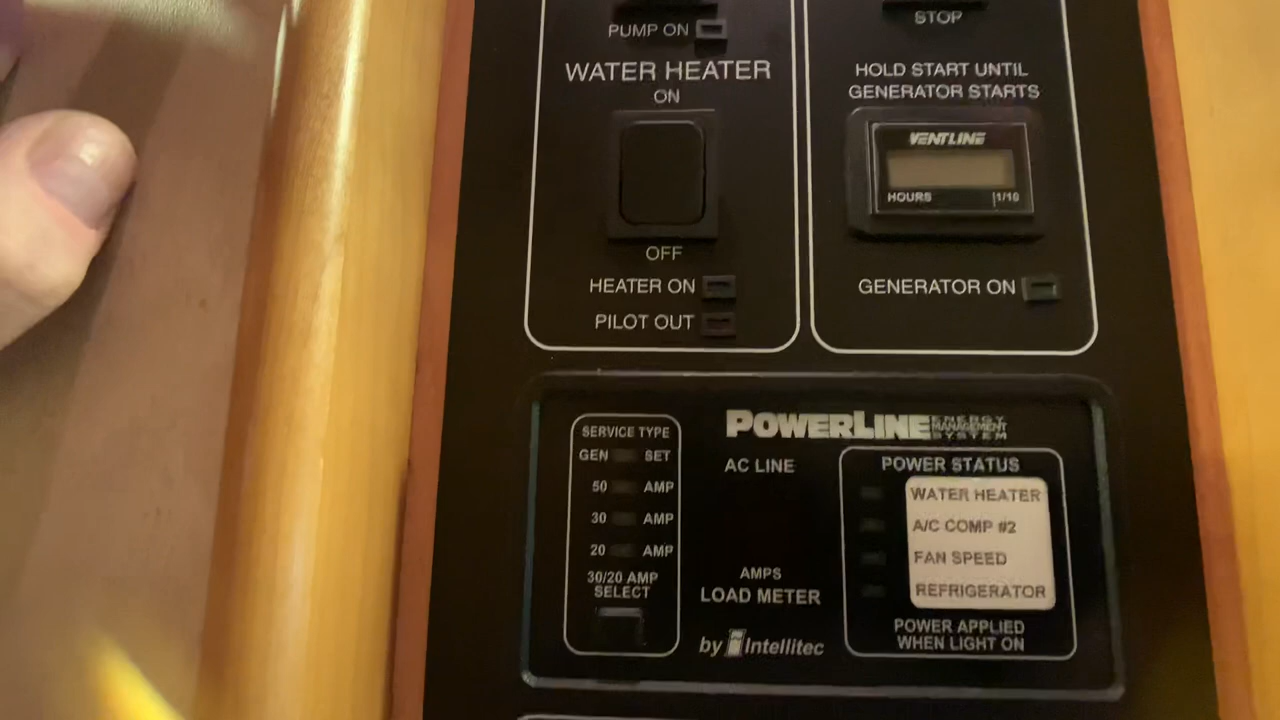 PUMP ON
WATER HEATER
ON
OFF
HEATER ON
PILOT OUT
STOP
HOLD START UNTIL
GENERATOR STARTS
VENTLINE
HOURS 1/10
GENERATOR ON
SERVICE TYPE
GEN SET
50 AMP
30 AMP
20 AMP
30/20 AMP
SELECT
POWERLINE ENERGY
MANAGEMENT
SYSTEM
AC LINE
AMPS
LOAD METER
by Intellitec
POWER STATUS
WATER HEATER
A/C COMP #2
FAN SPEED
REFRIGERATOR
POWER APPLIED
WHEN LIGHT ON